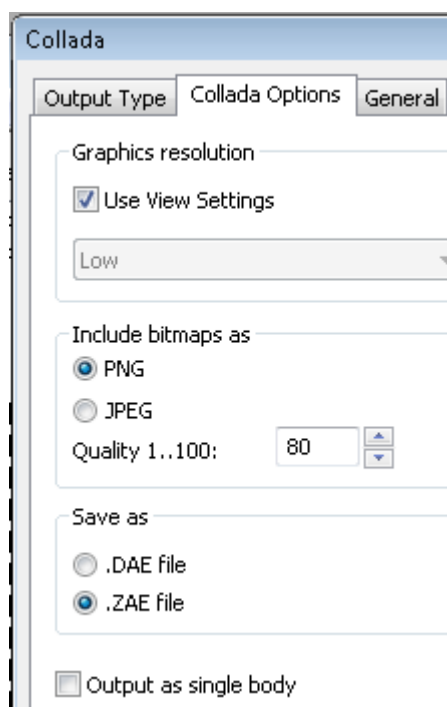 Collada
Output Type Collada Options General
Graphics resolution
Use View Settings
Low
Include bitmaps as
PNG
JPEG
Quality 1..100: 80
Save as
.DAE file
.ZAE file
Output as single body